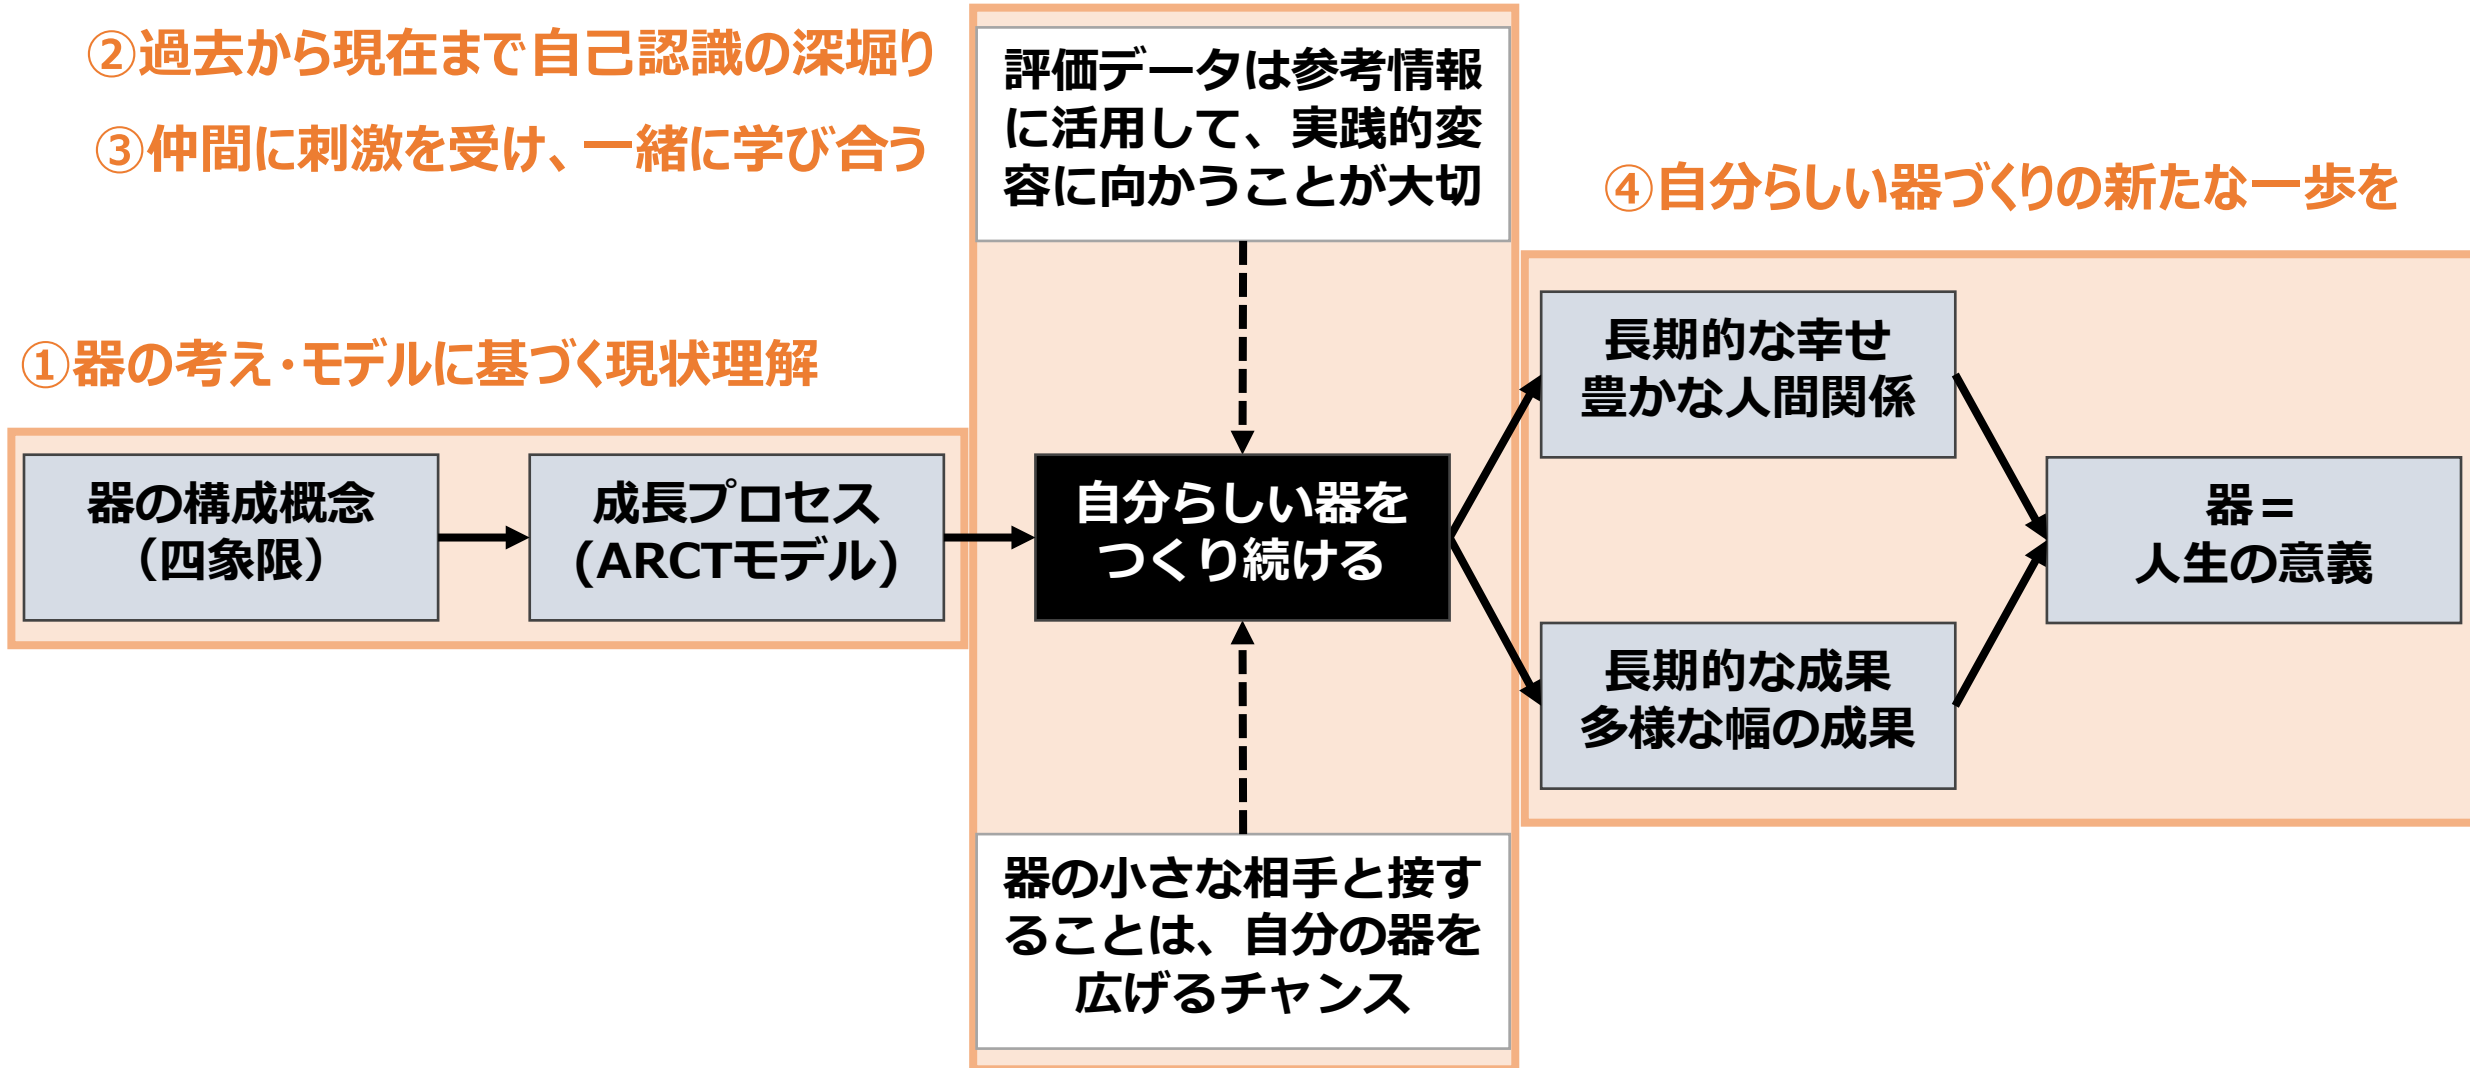 ②過去から現在まで自己認識の深堀り
③仲間に刺激を受け、一緒に学び合う
評価データは参考情報
に活用して、実践的変
容に向かうことが大切
④自分らしい器づくりの新たな一歩を
①器の考え・モデルに基づく現状理解
器の構成概念
（四象限）
成長プロセス
(ARCTモデル)
自分らしい器を
つくり続ける
長期的な幸せ
豊かな人間関係
長期的な成果
多様な幅の成果
器＝
人生の意義
器の小さな相手と接す
ることは、自分の器を
広げるチャンス